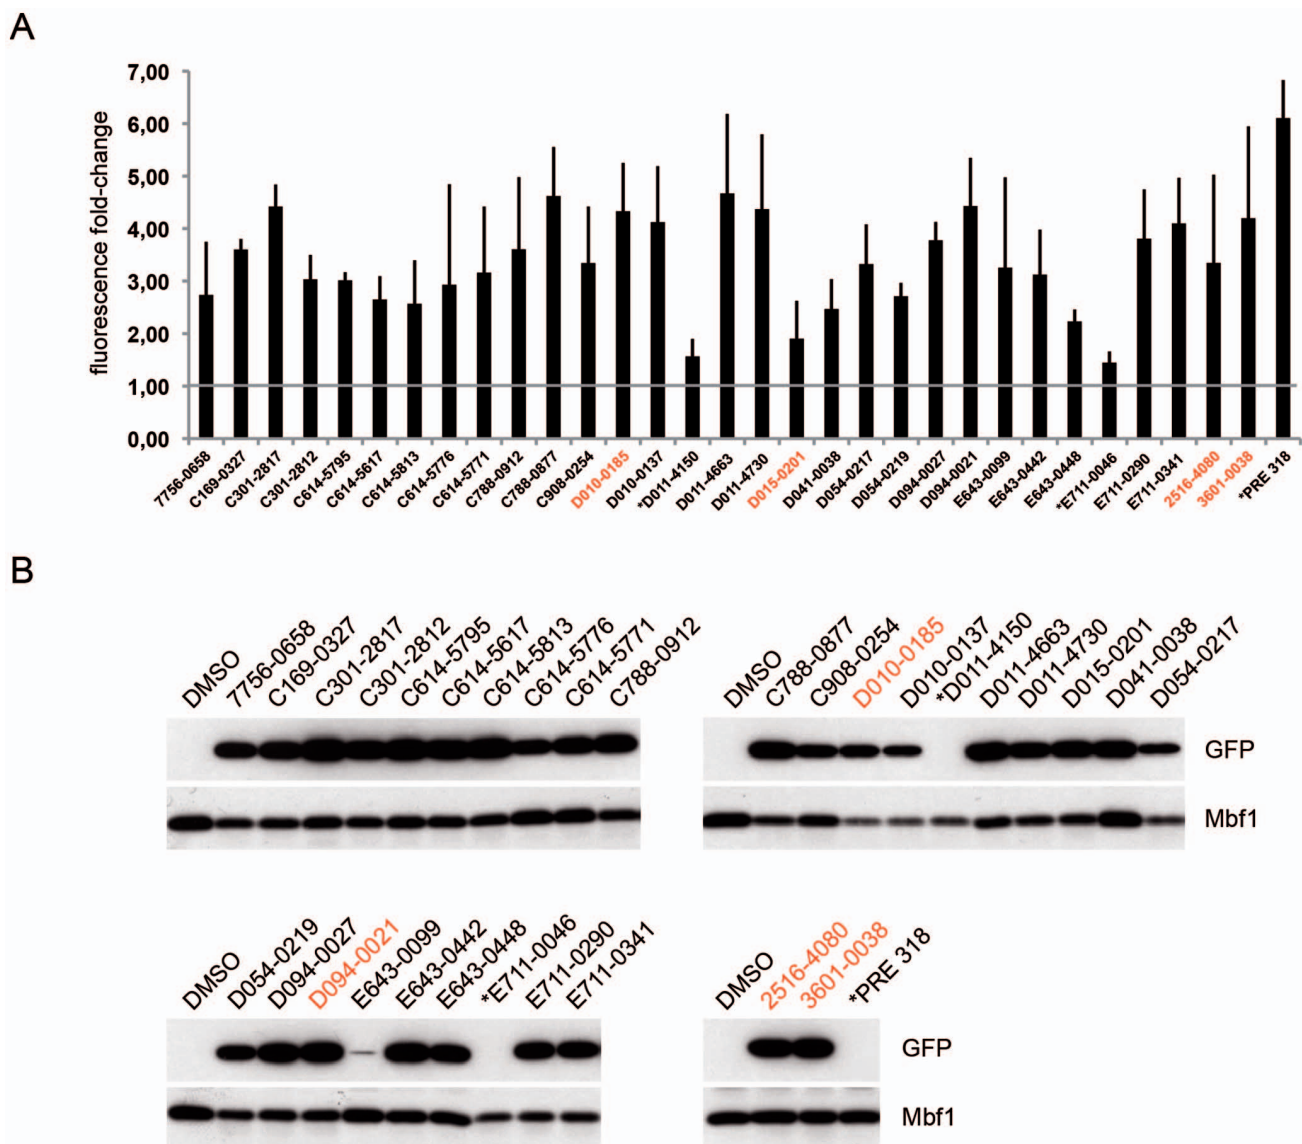 A
fluorescence fold-change
7,00
6,00
5,00
4,00
3,00
2,00
1,00
0,00
7756-0658
C169-0327
C301-2817
C301-2812
C614-5795
C614-5617
C614-5813
C614-5776
C614-5771
C788-0912
C788-0877
C908-0254
D010-0185
D010-0137
*D011-4150
D011-4663
D011-4730
D015-0201
D041-0038
D054-0217
D054-0219
D094-0027
D094-0021
E643-0099
E643-0442
E643-0448
*E711-0046
E711-0290
E711-0341
2516-4080
3601-0038
*PRE 318
B
DMSO
7756-0658
C169-0327
C301-2817
C301-2812
C614-5795
C614-5617
C614-5813
C614-5776
C614-5771
C788-0912
DMSO
C788-0877
C908-0254
D010-0185
D010-0137
*D011-4150
D011-4663
D011-4730
D015-0201
D041-0038
D054-0217
GFP
Mbf1
DMSO
D054-0219
D094-0027
D094-0021
E643-0099
E643-0442
E643-0448
*E711-0046
E711-0290
E711-0341
DMSO
2516-4080
3601-0038
*PRE 318
GFP
Mbf1